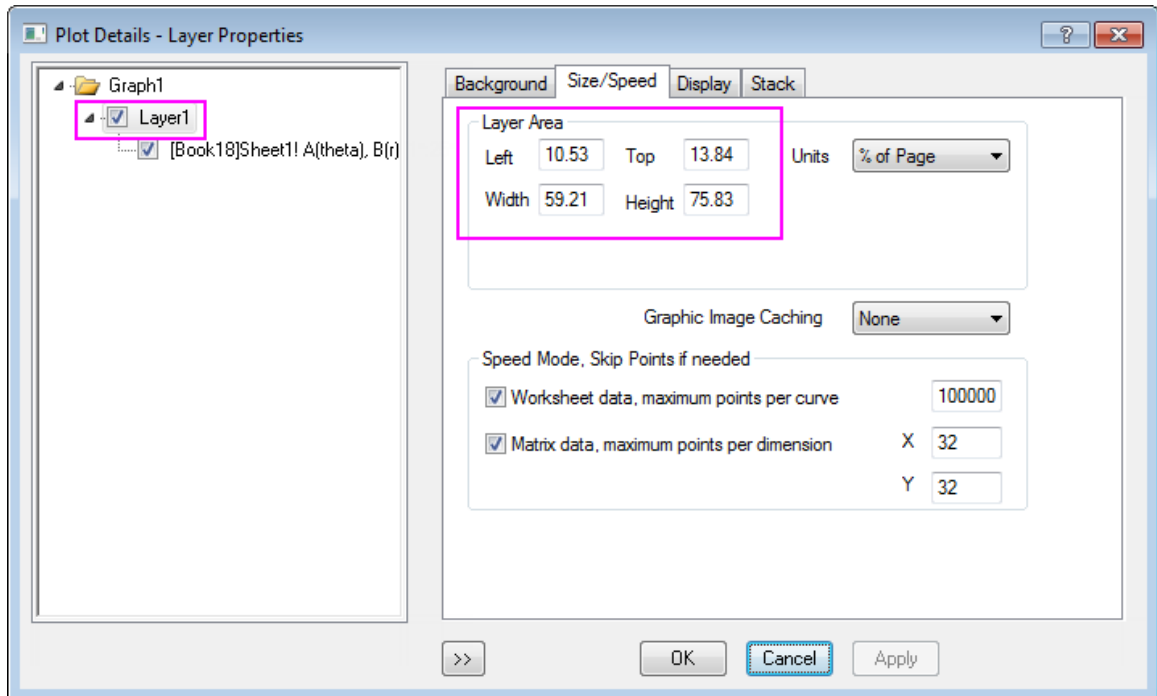 Plot Details - Layer Properties
Graph1
Layer1
[Book18]Sheet1! A(theta), B(r)
Background Size/Speed Display Stack
Layer Area
Left 10.53 Top 13.84 Units % of Page
Width 59.21 Height 75.83
Graphic Image Caching None
Speed Mode, Skip Points if needed
Worksheet data, maximum points per curve 100000
Matrix data, maximum points per dimension X 32
Y 32
>> OK Cancel Apply